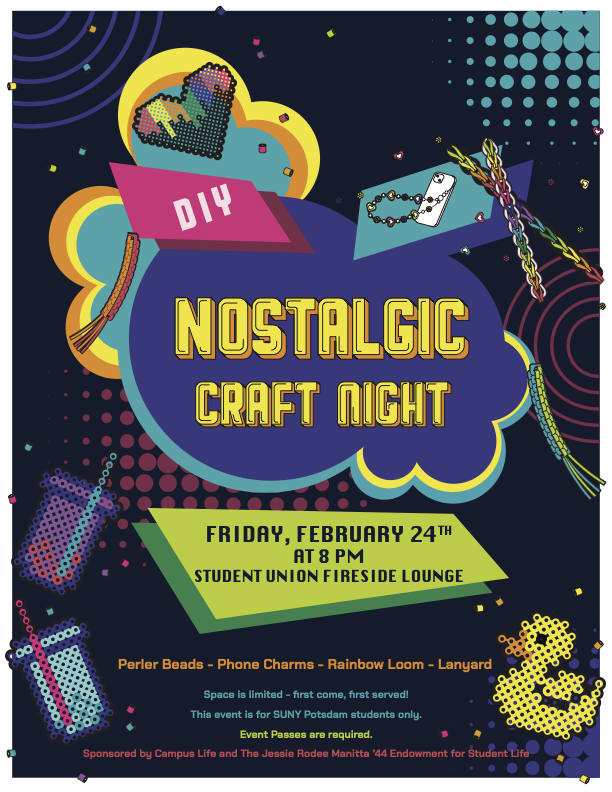 DIY
NOSTALGIC
CRAFT NIGHT
FRIDAY, FEBRUARY 24TH
AT 8 PM
STUDENT UNION FIRESIDE LOUNGE
Perler Beads - Phone Charms - Rainbow Loom - Lanyard
Space is limited - first come, first served!
This event is for SUNY Potsdam students only.
Event Passes are required.
Sponsored by Campus Life and The Jessie Rodee Manitta '44 Endowment for Student Life